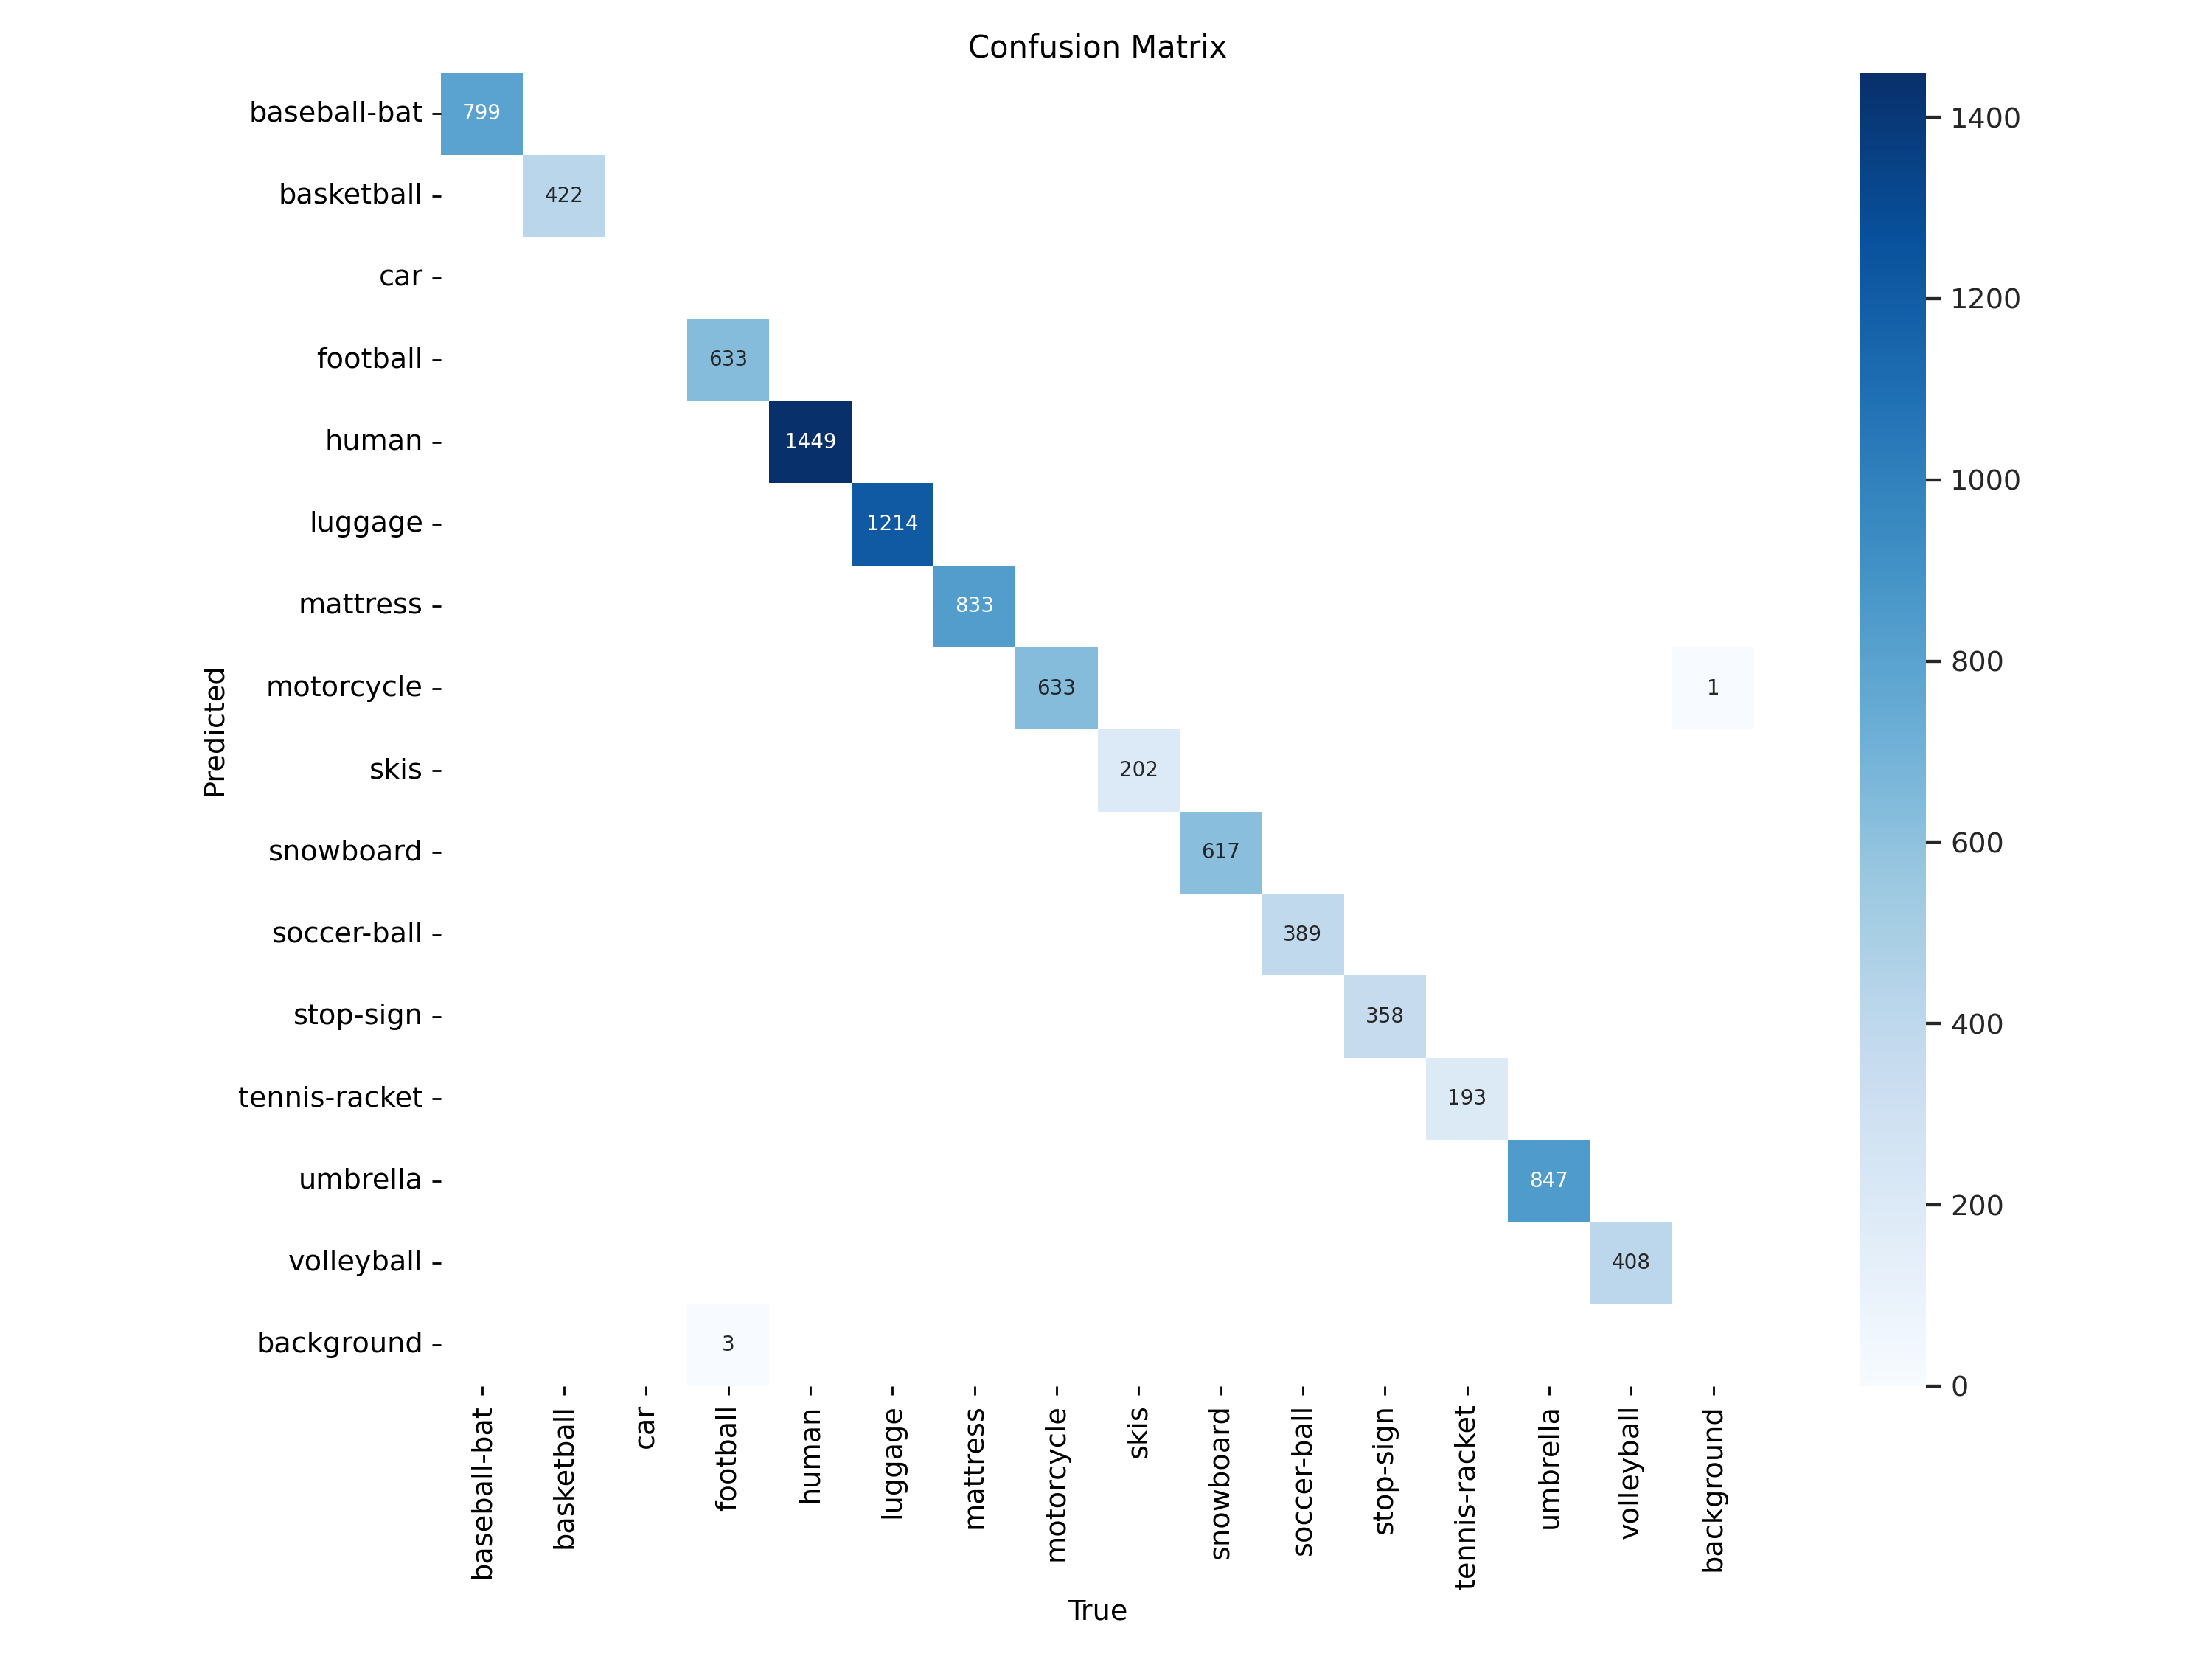 Confusion Matrix
baseball-bat
799
1400
basketball
422
car
1200
football
633
human
1449
1000
luggage
1214
mattress
833
800
Predicted
motorcycle
633
1
skis
202
snowboard
617
600
soccer-ball
389
stop-sign
358
400
tennis-racket
193
umbrella
847
200
volleyball
408
background
3
0
baseball-bat
basketball
car
football
human
luggage
mattress
motorcycle
skis
snowboard
soccer-ball
stop-sign
tennis-racket
umbrella
volleyball
background
True